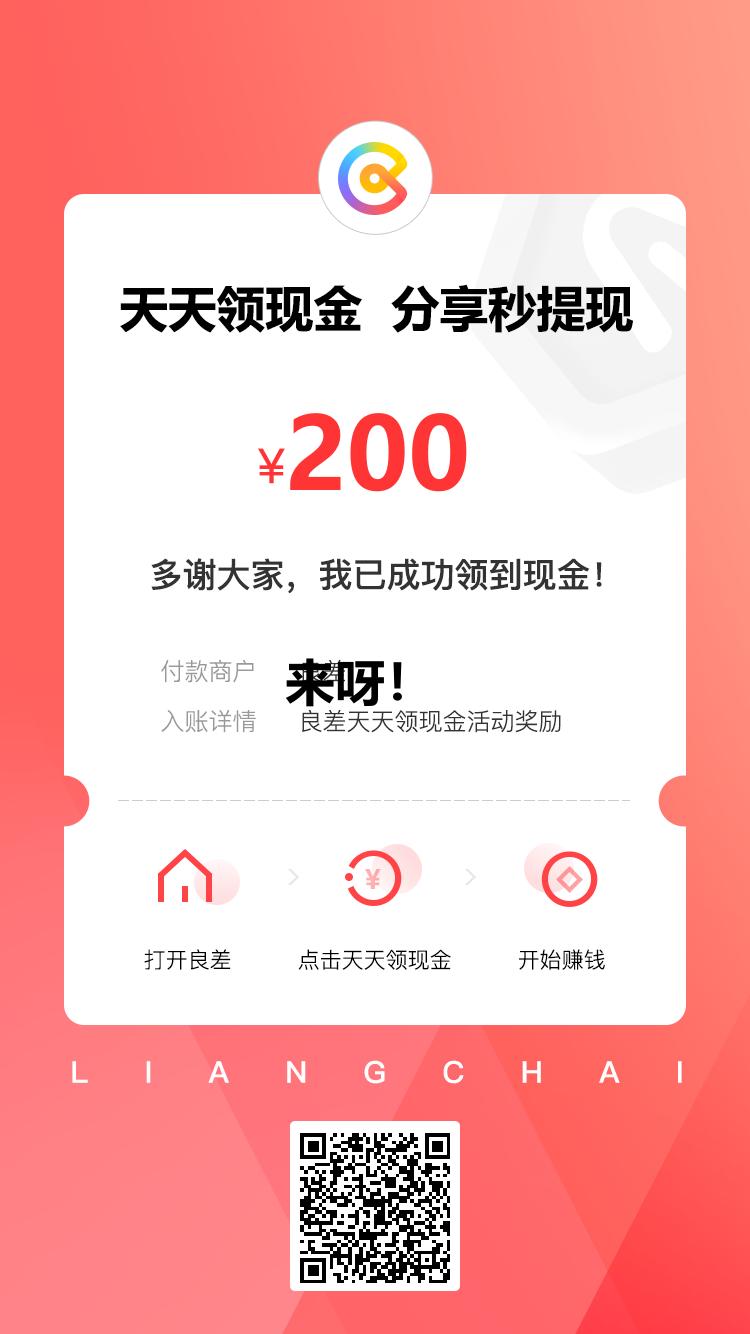 天天领现金 分享秒提现
¥200
多谢大家，我已成功领到现金！
付款商户 良差
来呀！
入账详情 良差天天领现金活动奖励
¥
打开良差 点击天天领现金 开始赚钱
LIANGCHAI